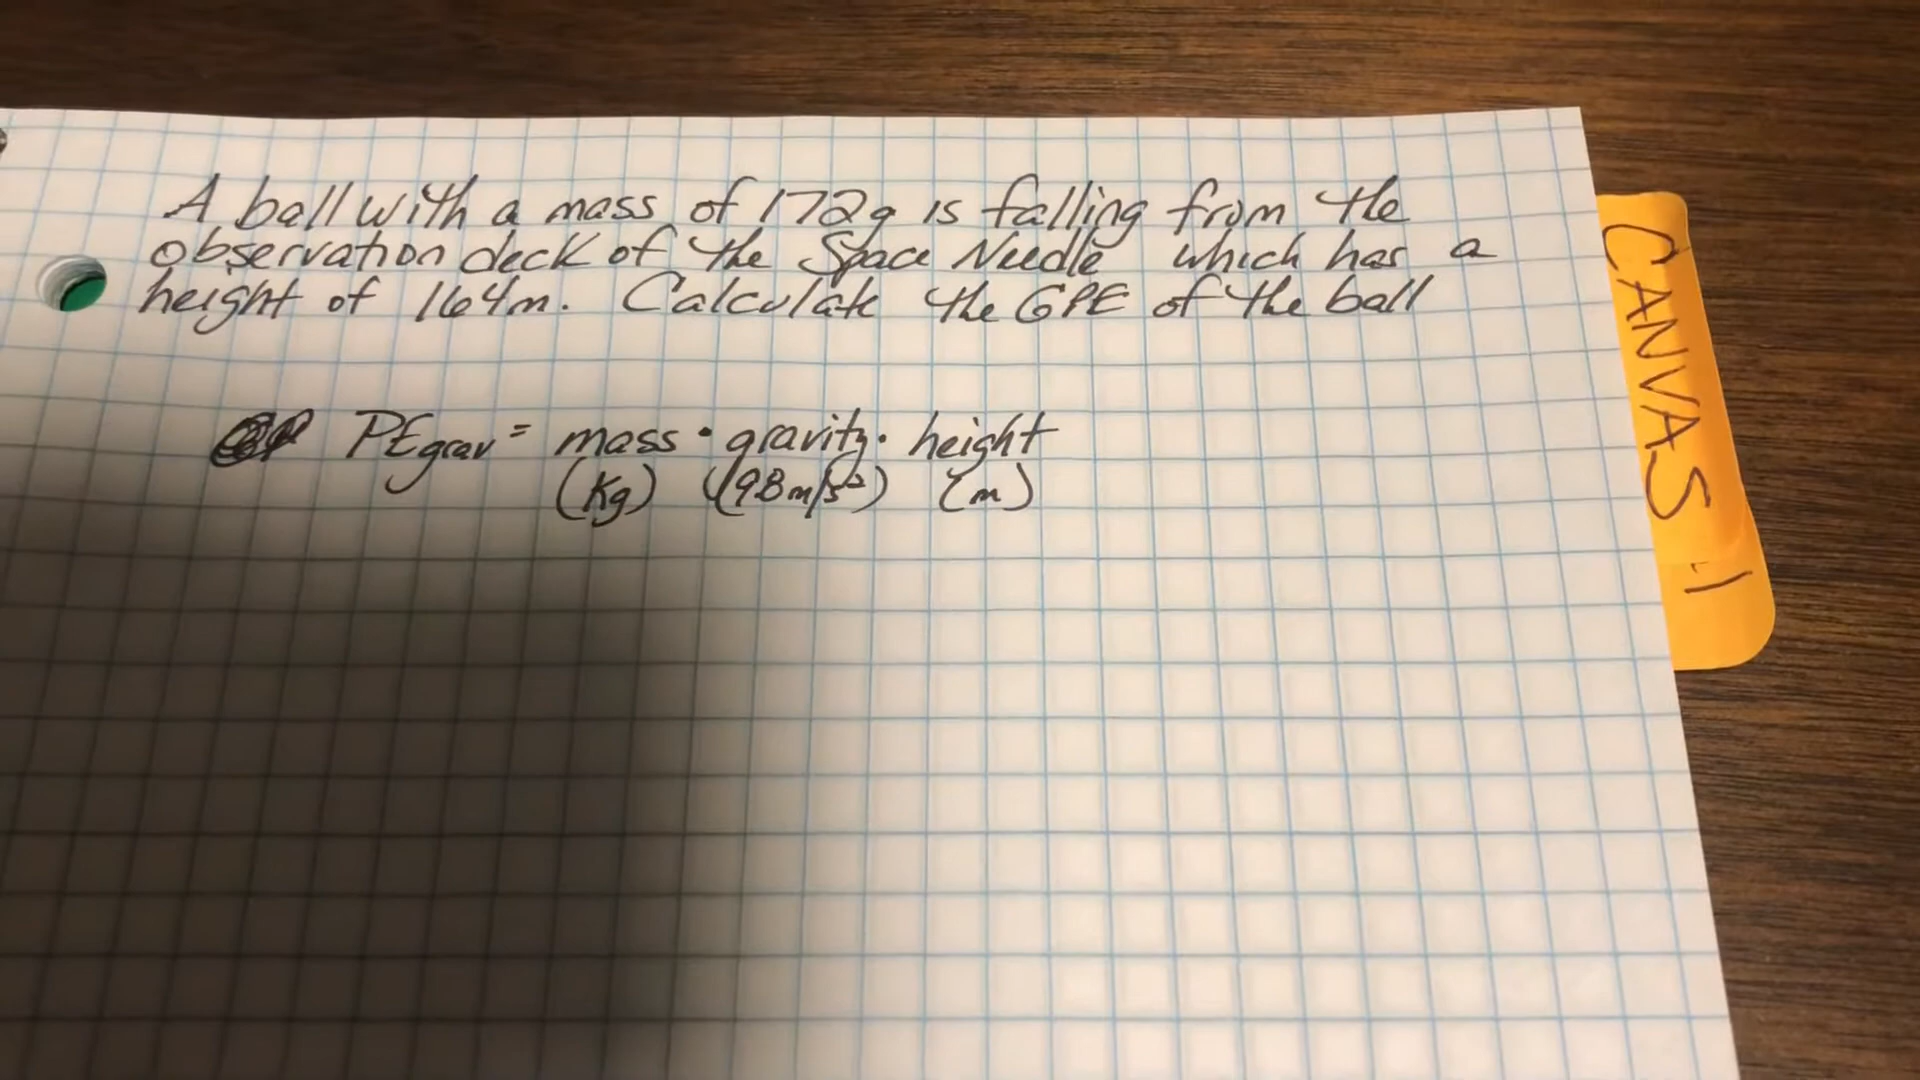 A ball with a mass of 172g is falling from the
observation deck of the Space Needle which has a
height of 164m. Calculate the GPE of the ball
PEgrav = mass · gravity · height
(Kg) (9.8m/s²) (m)
CANVAS